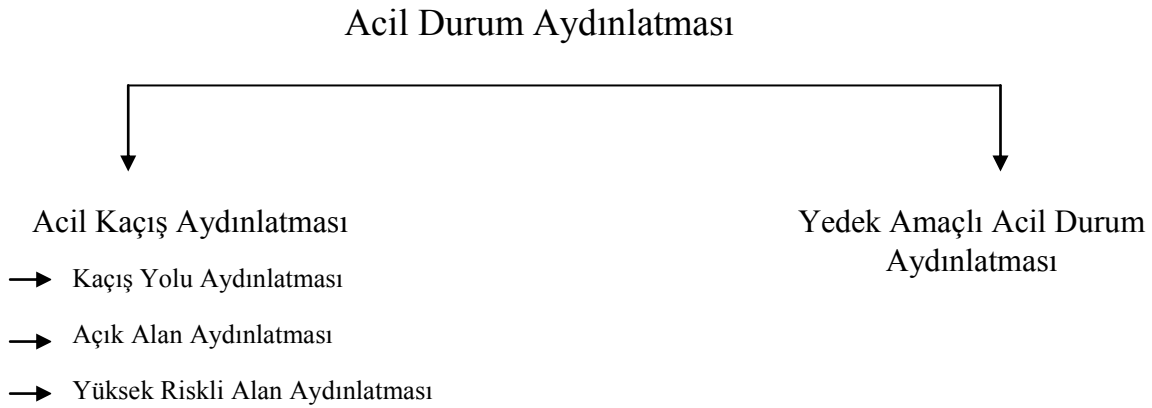 Acil Durum Aydınlatması
Acil Kaçış Aydınlatması
Kaçış Yolu Aydınlatması
Açık Alan Aydınlatması
Yüksek Riskli Alan Aydınlatması
Yedek Amaçlı Acil Durum
Aydınlatması